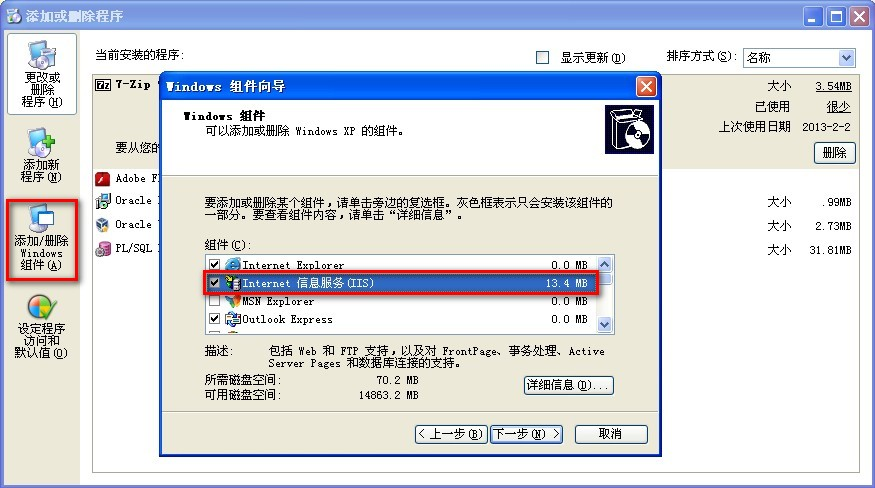 添加或删除程序
更改或
删除
程序(H)
添加新
程序(N)
添加/删除
Windows
组件(A)
设定程序
访问和
默认值(O)
当前安装的程序:
显示更新(D)
排序方式(S): 名称
7-Zip
大小 3.54MB
已使用 很少
上次使用日期 2013-2-2
要从您的
删除
Adobe
Oracle
大小 .99MB
Oracle
大小 2.73MB
PL/SQL
大小 31.81MB
Windows 组件向导
Windows 组件
可以添加或删除 Windows XP 的组件。
要添加或删除某个组件，请单击旁边的复选框。灰色框表示只会安装该组件的
一部分。要查看组件内容，请单击“详细信息”。
组件(C):
Internet Explorer 0.0 MB
Internet 信息服务(IIS) 13.4 MB
MSN Explorer 0.0 MB
Outlook Express 0.0 MB
描述: 包括 Web 和 FTP 支持，以及对 FrontPage、事务处理、Active
Server Pages 和数据库连接的支持。
所需磁盘空间: 70.2 MB
可用磁盘空间: 14863.2 MB
详细信息(D)...
< 上一步(B)
下一步(N) >
取消